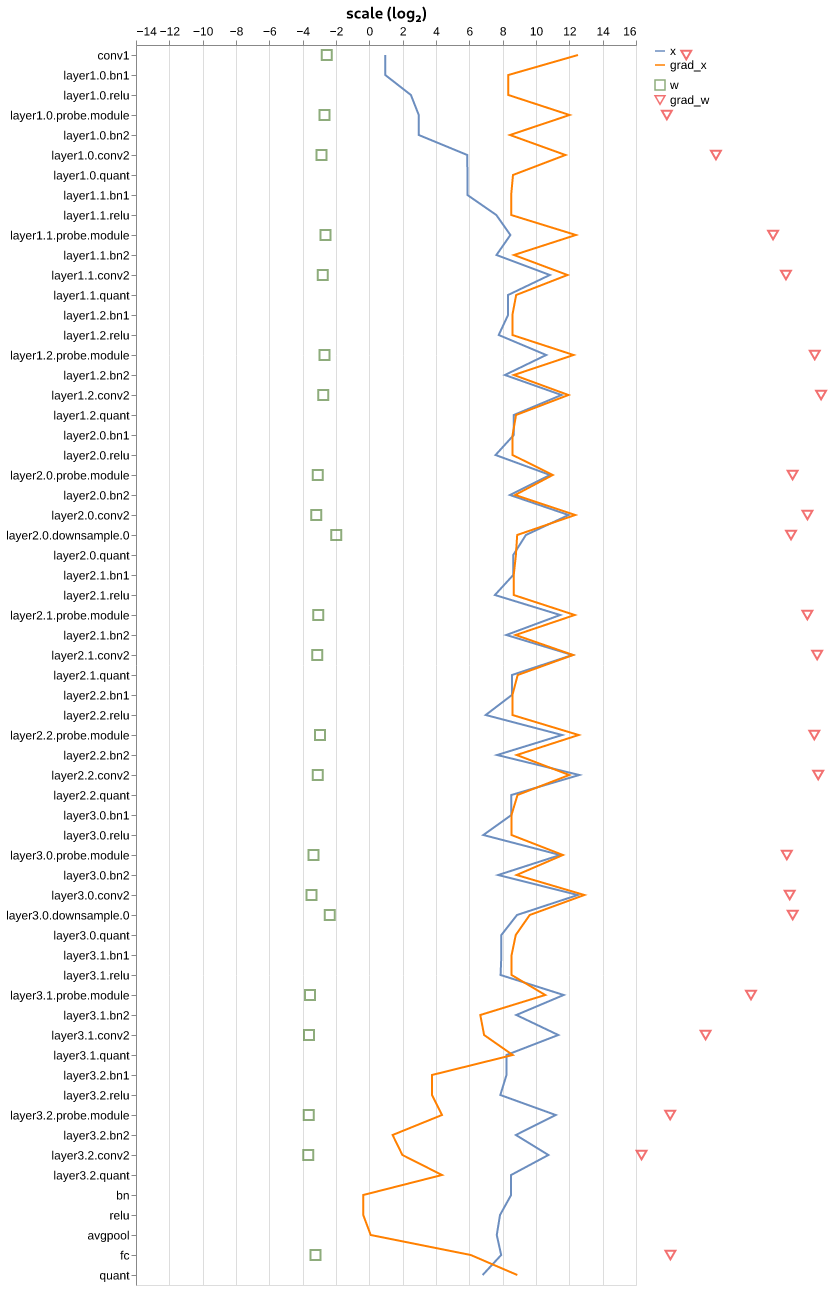 scale (log₂)
−14 −12 −10 −8 −6 −4 −2 0 2 4 6 8 10 12 14 16
x
grad_x
w
grad_w
conv1
layer1.0.bn1
layer1.0.relu
layer1.0.probe.module
layer1.0.bn2
layer1.0.conv2
layer1.0.quant
layer1.1.bn1
layer1.1.relu
layer1.1.probe.module
layer1.1.bn2
layer1.1.conv2
layer1.1.quant
layer1.2.bn1
layer1.2.relu
layer1.2.probe.module
layer1.2.bn2
layer1.2.conv2
layer1.2.quant
layer2.0.bn1
layer2.0.relu
layer2.0.probe.module
layer2.0.bn2
layer2.0.conv2
layer2.0.downsample.0
layer2.0.quant
layer2.1.bn1
layer2.1.relu
layer2.1.probe.module
layer2.1.bn2
layer2.1.conv2
layer2.1.quant
layer2.2.bn1
layer2.2.relu
layer2.2.probe.module
layer2.2.bn2
layer2.2.conv2
layer2.2.quant
layer3.0.bn1
layer3.0.relu
layer3.0.probe.module
layer3.0.bn2
layer3.0.conv2
layer3.0.downsample.0
layer3.0.quant
layer3.1.bn1
layer3.1.relu
layer3.1.probe.module
layer3.1.bn2
layer3.1.conv2
layer3.1.quant
layer3.2.bn1
layer3.2.relu
layer3.2.probe.module
layer3.2.bn2
layer3.2.conv2
layer3.2.quant
bn
relu
avgpool
fc
quant